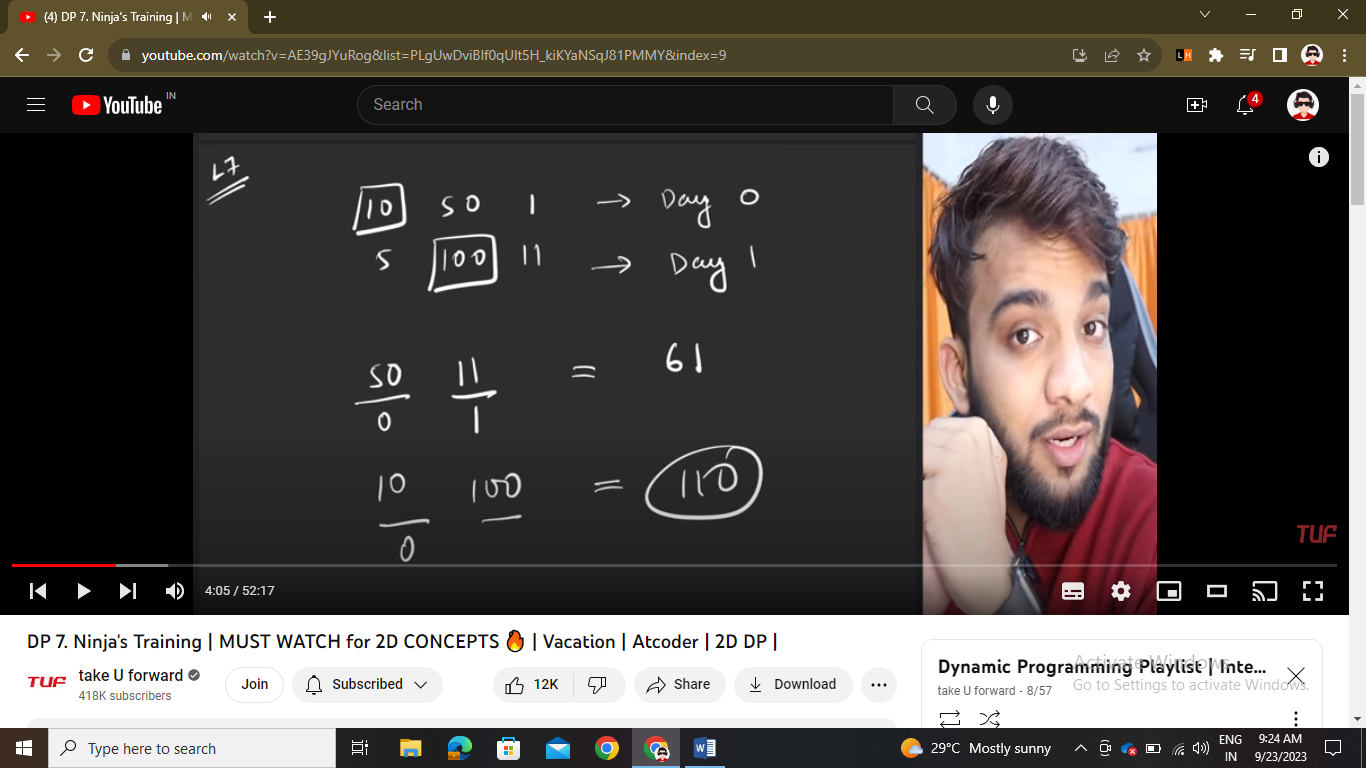 (4) DP 7. Ninja's Training | M
youtube.com/watch?v=AE39gJYuRog&list=PLgUwDviBIf0qUlt5H_kiKYaNSqJ81PMMY&index=9
LH
YouTube IN
Search
4
L7
10 50 1 → Day 0
5 100 11 → Day 1
50 11 = 61
0 1
10 100 = 110
0
TUF
4:05 / 52:17
DP 7. Ninja's Training | MUST WATCH for 2D CONCEPTS 🔥 | Vacation | Atcoder | 2D DP |
TUF
take U forward
418K subscribers
Join
Subscribed
12K
Share
Download
Dynamic Programming Playlist | Inte...
take U forward - 8/57
Activate Windows
Go to Settings to activate Windows.
Type here to search
29°C Mostly sunny
ENG
IN
9:24 AM
9/23/2023